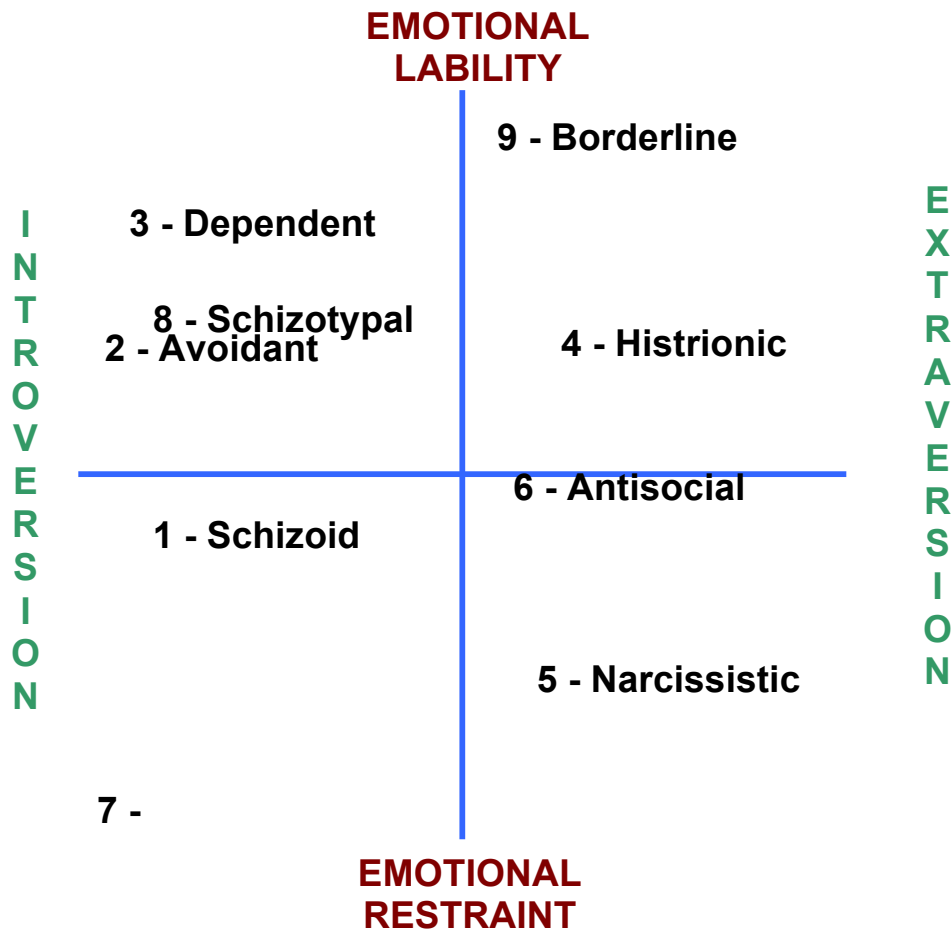 EMOTIONAL
LABILITY
9 - Borderline
3 - Dependent
8 - Schizotypal
2 - Avoidant
4 - Histrionic
6 - Antisocial
1 - Schizoid
5 - Narcissistic
7 -
EMOTIONAL
RESTRAINT
INTROVERSION
EXTRAVERSION